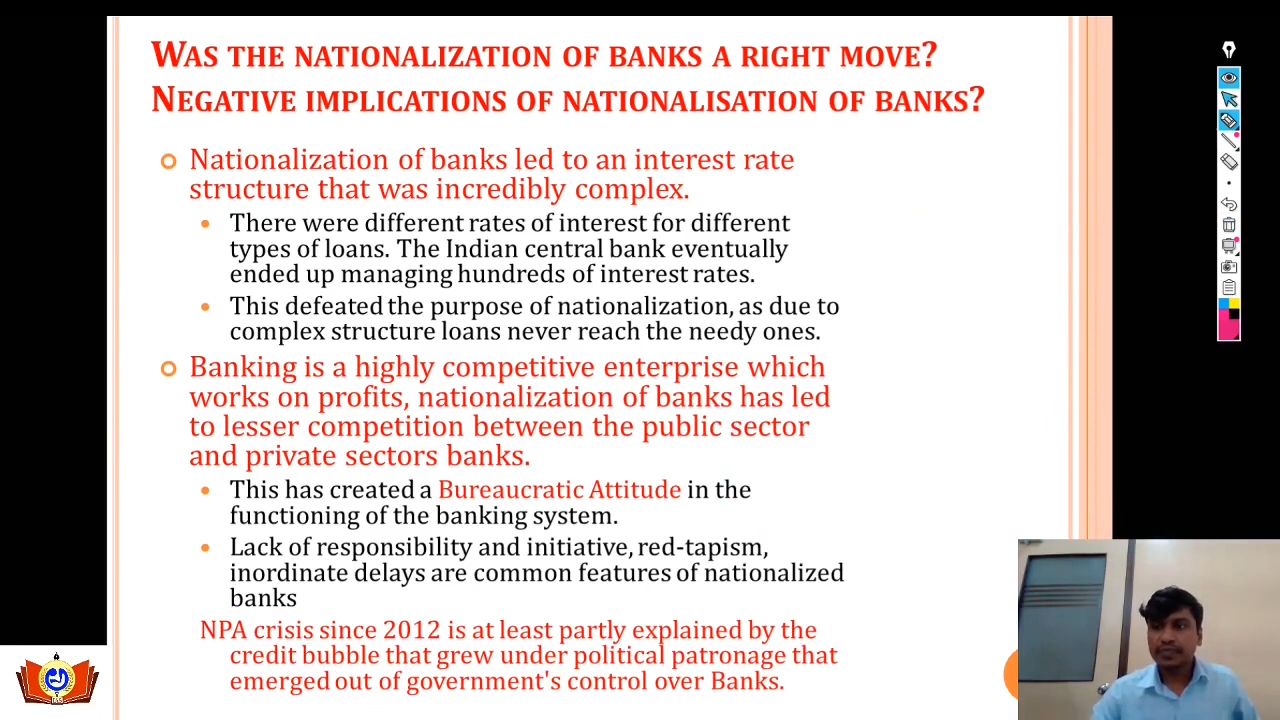 WAS THE NATIONALIZATION OF BANKS A RIGHT MOVE?
NEGATIVE IMPLICATIONS OF NATIONALISATION OF BANKS?
Nationalization of banks led to an interest rate
structure that was incredibly complex.
There were different rates of interest for different
types of loans. The Indian central bank eventually
ended up managing hundreds of interest rates.
This defeated the purpose of nationalization, as due to
complex structure loans never reach the needy ones.
Banking is a highly competitive enterprise which
works on profits, nationalization of banks has led
to lesser competition between the public sector
and private sectors banks.
This has created a Bureaucratic Attitude in the
functioning of the banking system.
Lack of responsibility and initiative, red-tapism,
inordinate delays are common features of nationalized
banks
NPA crisis since 2012 is at least partly explained by the
credit bubble that grew under political patronage that
emerged out of government's control over Banks.